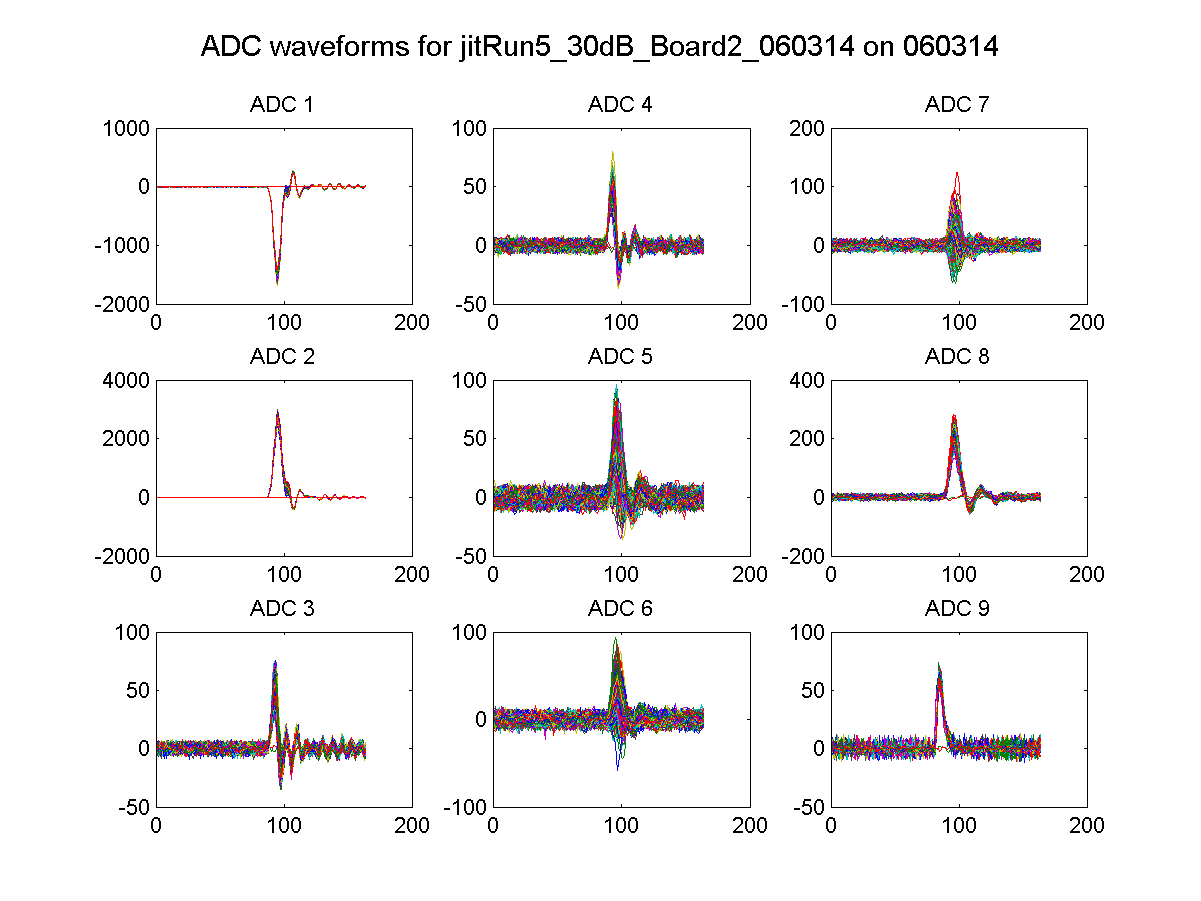 ADC waveforms for jitRun5_30dB_Board2_060314 on 060314
ADC 1
1000
0
-1000
-2000
0 100 200
ADC 4
100
50
0
-50
0 100 200
ADC 7
200
100
0
-100
0 100 200
ADC 2
4000
2000
0
-2000
0 100 200
ADC 5
100
50
0
-50
0 100 200
ADC 8
400
200
0
-200
0 100 200
ADC 3
100
50
0
-50
0 100 200
ADC 6
100
0
-100
0 100 200
ADC 9
100
50
0
-50
0 100 200